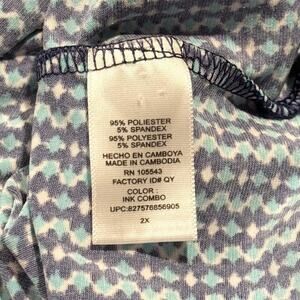 95% POLIESTER
5% SPANDEX
95% POLYESTER
5% SPANDEX
HECHO EN CAMBOYA
MADE IN CAMBODIA
RN 105543
FACTORY ID# QY
COLOR :
INK COMBO
UPC:827576856905
2X